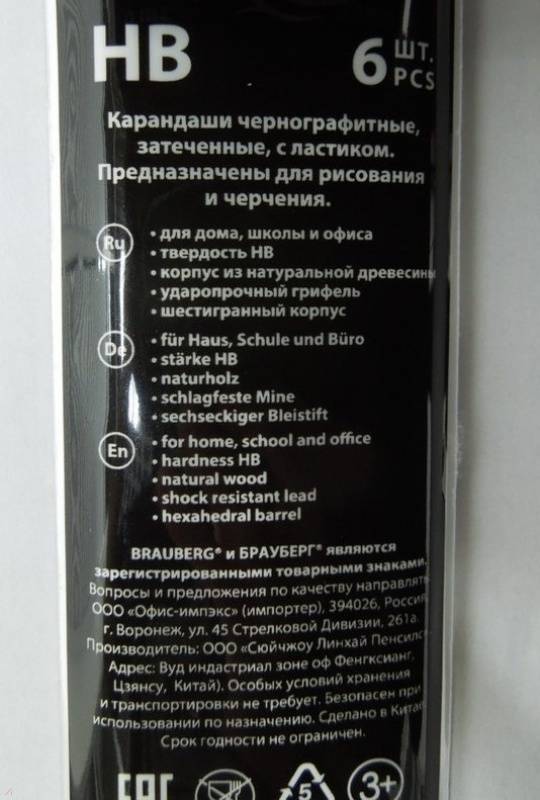 HB 6 ШТ. PCS
Карандаши чернографитные,
затеченные, с ластиком.
Предназначены для рисования
и черчения.
Ru
• для дома, школы и офиса
• твердость HB
• корпус из натуральной древесины
• ударопрочный грифель
• шестигранный корпус
De
• für Haus, Schule und Büro
• stärke HB
• naturholz
• schlagfeste Mine
• sechseckiger Bleistift
En
• for home, school and office
• hardness HB
• natural wood
• shock resistant lead
• hexahedral barrel
BRAUBERG® и БРАУБЕРГ® являются
зарегистрированными товарными знаками.
Вопросы и предложения по качеству направлять
ООО «Офис-импэкс» (импортер), 394026, Россия,
г. Воронеж, ул. 45 Стрелковой Дивизии, 261а.
Производитель: ООО «Сюйчжоу Линхай Пенсилс
Адрес: Вуд индастриал зоне оф Фенгксианг,
Цзянсу, Китай). Особых условий хранения
и транспортировки не требует. Безопасен при
использовании по назначению. Сделано в Китае
Срок годности не ограничен.
EAC 5 3+